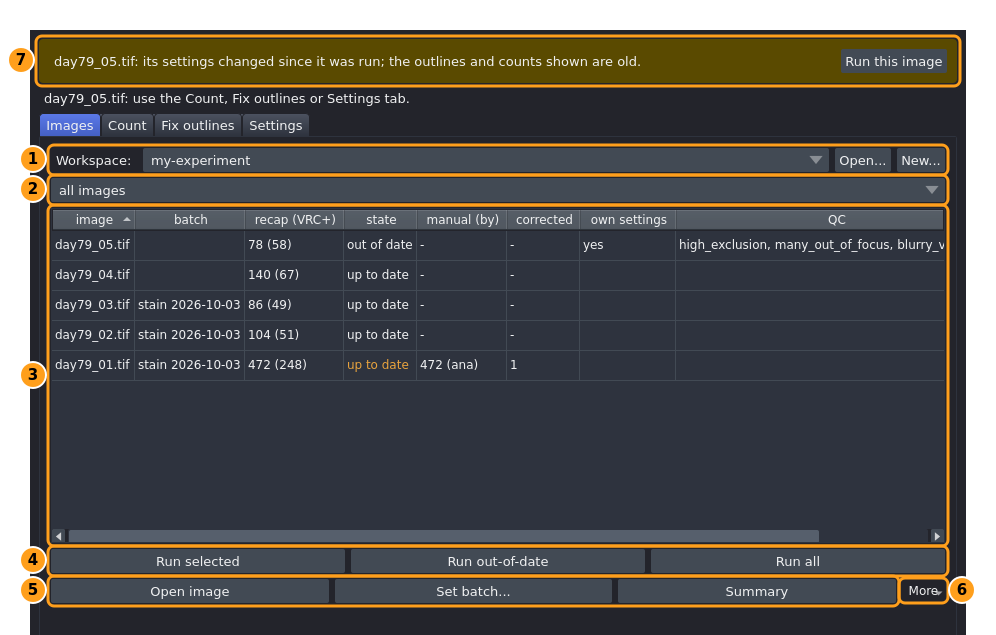 7 day79_05.tif: its settings changed since it was run; the outlines and counts shown are old. Run this image
day79_05.tif: use the Count, Fix outlines or Settings tab.
Images Count Fix outlines Settings
1 Workspace: my-experiment Open... New...
2 all images
image batch recap (VRC+) state manual (by) corrected own settings QC
day79_05.tif 78 (58) out of date - - yes high_exclusion, many_out_of_focus, blurry_v
day79_04.tif 140 (67) up to date - -
day79_03.tif stain 2026-10-03 86 (49) up to date - -
day79_02.tif stain 2026-10-03 104 (51) up to date - -
day79_01.tif stain 2026-10-03 472 (248) up to date 472 (ana) 1
3
4 Run selected Run out-of-date Run all
5 Open image Set batch... Summary More 6